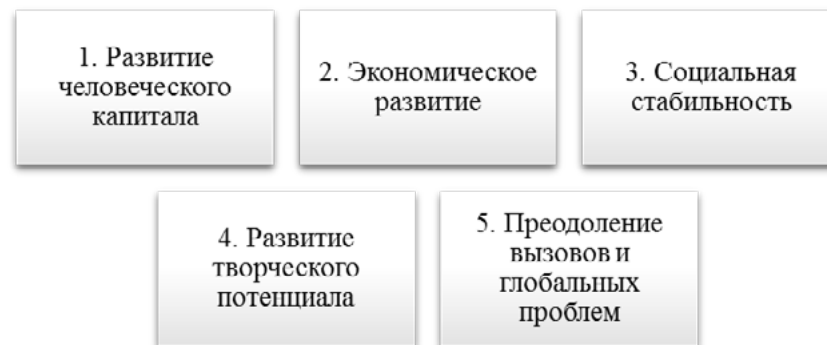 1. Развитие
человеческого
капитала
2. Экономическое
развитие
3. Социальная
стабильность
4. Развитие
творческого
потенциала
5. Преодоление
вызовов и
глобальных
проблем